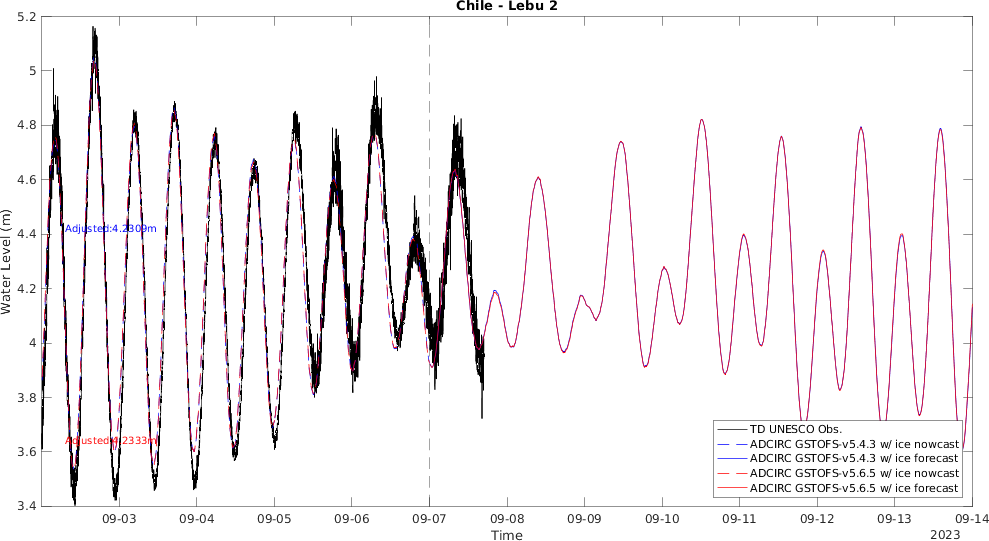 Chile - Lebu 2
5.2
5
4.8
4.6
4.4
4.2
4
3.8
3.6
3.4
Water Level (m)
Adjusted:4.2309m
Adjusted:4.2333m
TD UNESCO Obs.
ADCIRC GSTOFS-v5.4.3 w/ ice nowcast
ADCIRC GSTOFS-v5.4.3 w/ ice forecast
ADCIRC GSTOFS-v5.6.5 w/ ice nowcast
ADCIRC GSTOFS-v5.6.5 w/ ice forecast
09-03 09-04 09-05 09-06 09-07 09-08 09-09 09-10 09-11 09-12 09-13 09-14
Time
2023